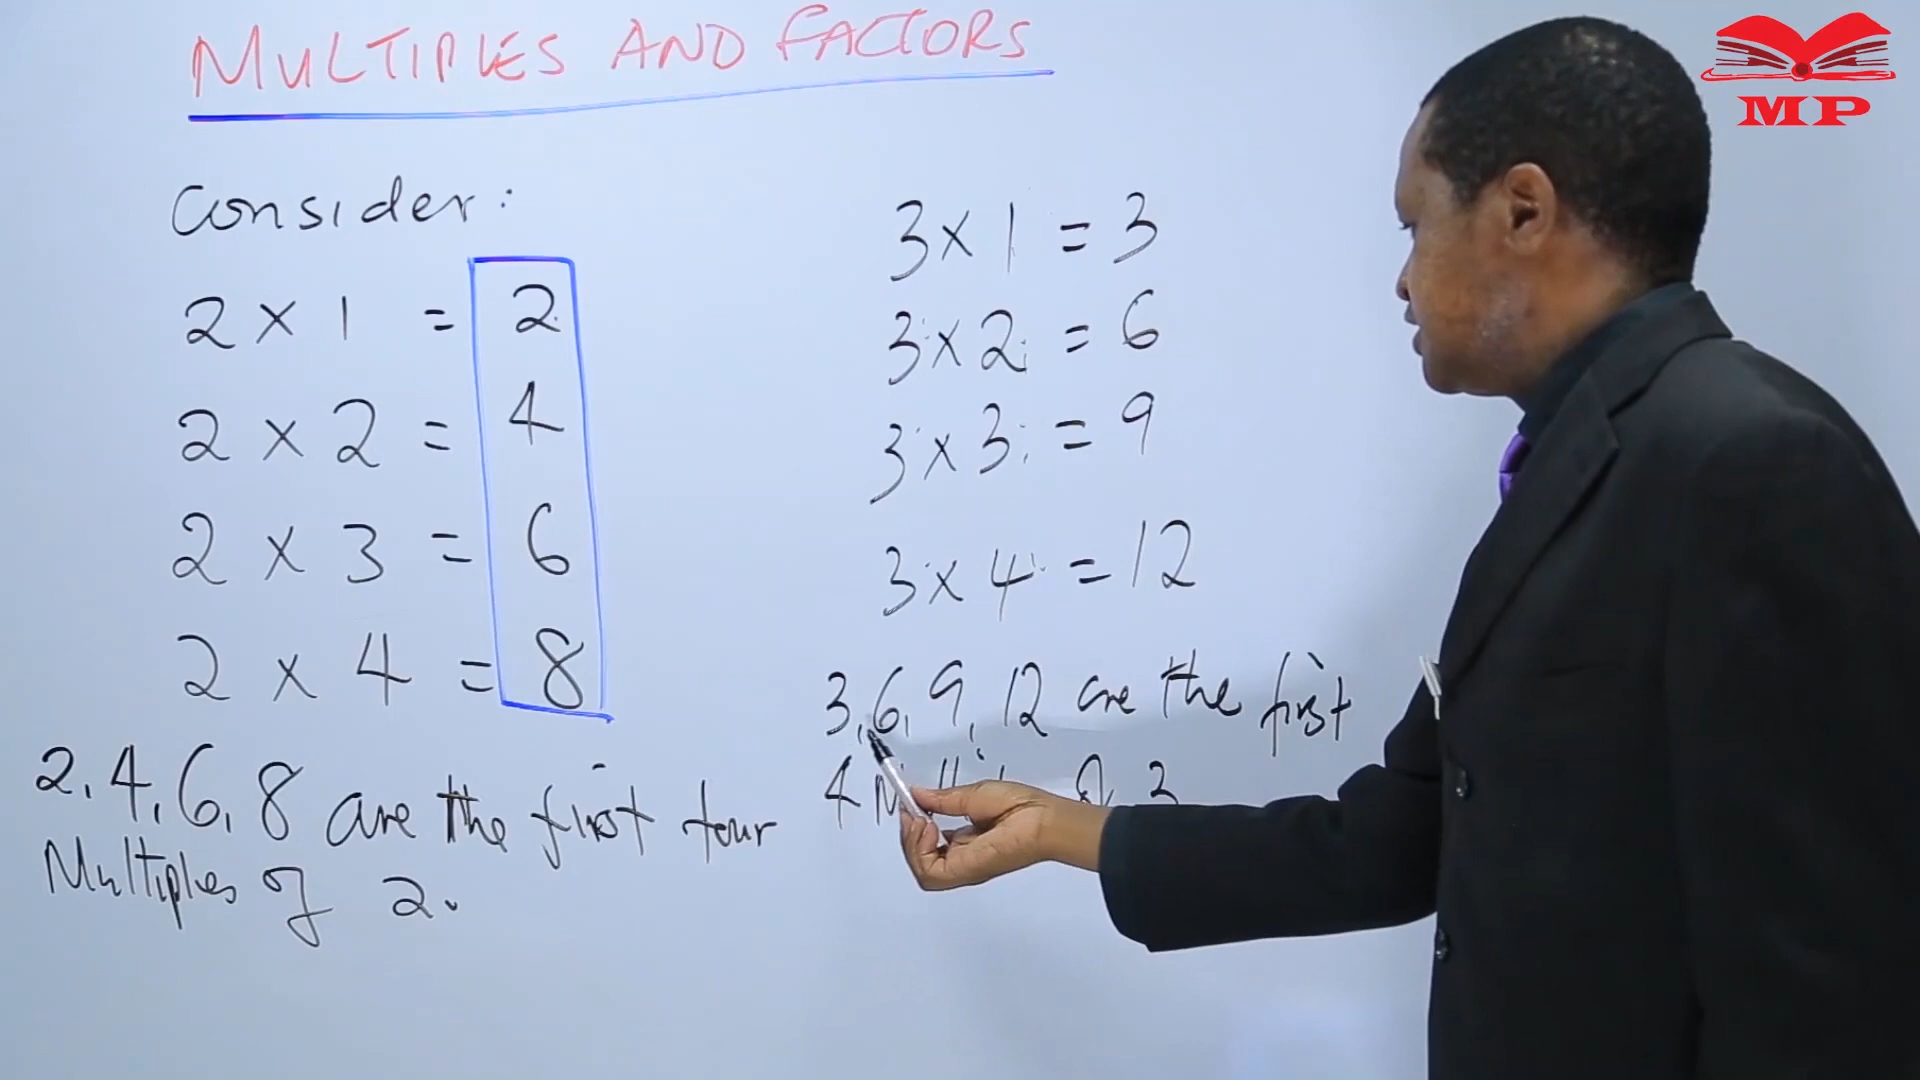 MULTIPLES AND FACTORS
MP
Consider:
2 × 1 = 2
2 × 2 = 4
2 × 3 = 6
2 × 4 = 8
2, 4, 6, 8 are the first four
Multiples of 2.
3 × 1 = 3
3 × 2 = 6
3 × 3 = 9
3 × 4 = 12
3, 6, 9, 12 are the first
4 of 3